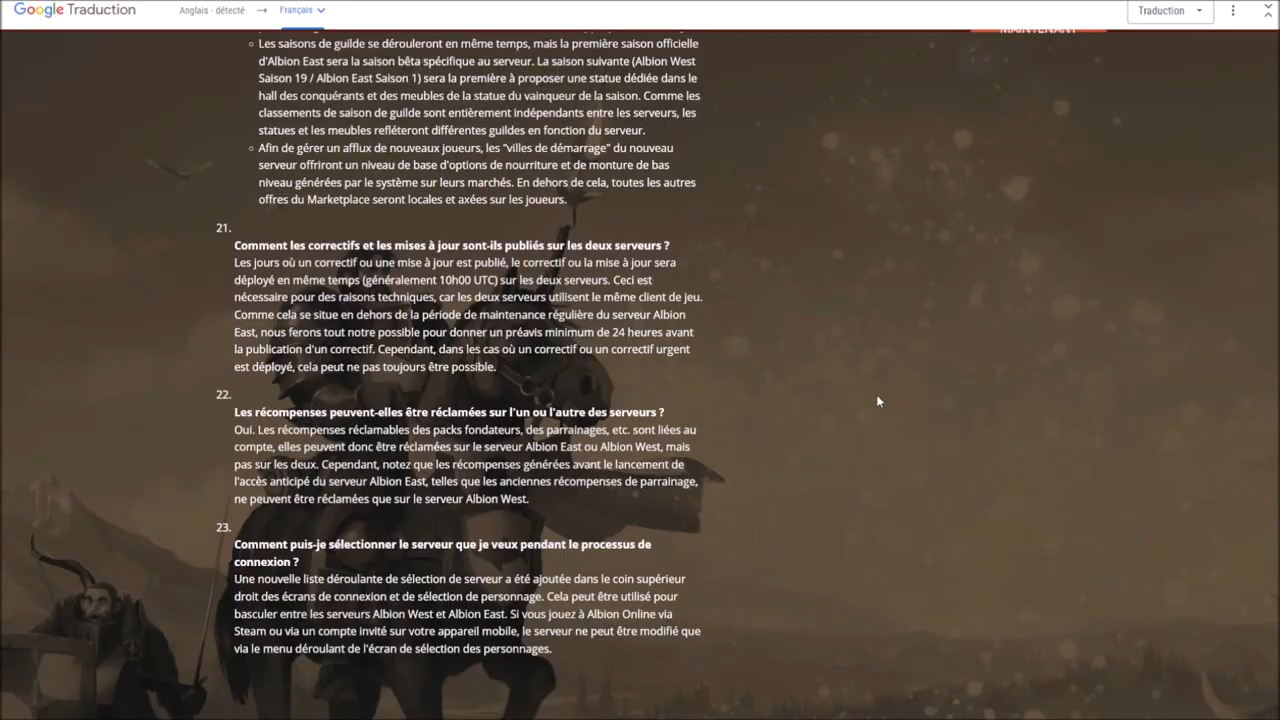 Google Traduction
Anglais - détecté → Français
Traduction
MAINTENANT
Les saisons de guilde se dérouleront en même temps, mais la première saison officielle
d'Albion East sera la saison bêta spécifique au serveur. La saison suivante (Albion West
Saison 19 / Albion East Saison 1) sera la première à proposer une statue dédiée dans le
hall des conquérants et des meubles de la statue du vainqueur de la saison. Comme les
classements de saison de guilde sont entièrement indépendants entre les serveurs, les
statues et les meubles refléteront différentes guildes en fonction du serveur.
Afin de gérer un afflux de nouveaux joueurs, les "villes de démarrage" du nouveau
serveur offriront un niveau de base d'options de nourriture et de monture de bas
niveau générées par le système sur leurs marchés. En dehors de cela, toutes les autres
offres du Marketplace seront locales et axées sur les joueurs.
21.
Comment les correctifs et les mises à jour sont-ils publiés sur les deux serveurs ?
Les jours où un correctif ou une mise à jour est publié, le correctif ou la mise à jour sera
déployé en même temps (généralement 10h00 UTC) sur les deux serveurs. Ceci est
nécessaire pour des raisons techniques, car les deux serveurs utilisent le même client de jeu.
Comme cela se situe en dehors de la période de maintenance régulière du serveur Albion
East, nous ferons tout notre possible pour donner un préavis minimum de 24 heures avant
la publication d'un correctif. Cependant, dans les cas où un correctif ou un correctif urgent
est déployé, cela peut ne pas toujours être possible.
22.
Les récompenses peuvent-elles être réclamées sur l'un ou l'autre des serveurs ?
Oui. Les récompenses réclamables des packs fondateurs, des parrainages, etc. sont liées au
compte, elles peuvent donc être réclamées sur le serveur Albion East ou Albion West, mais
pas sur les deux. Cependant, notez que les récompenses générées avant le lancement de
l'accès anticipé du serveur Albion East, telles que les anciennes récompenses de parrainage,
ne peuvent être réclamées que sur le serveur Albion West.
23.
Comment puis-je sélectionner le serveur que je veux pendant le processus de
connexion ?
Une nouvelle liste déroulante de sélection de serveur a été ajoutée dans le coin supérieur
droit des écrans de connexion et de sélection de personnage. Cela peut être utilisé pour
basculer entre les serveurs Albion West et Albion East. Si vous jouez à Albion Online via
Steam ou via un compte invité sur votre appareil mobile, le serveur ne peut être modifié que
via le menu déroulant de l'écran de sélection des personnages.